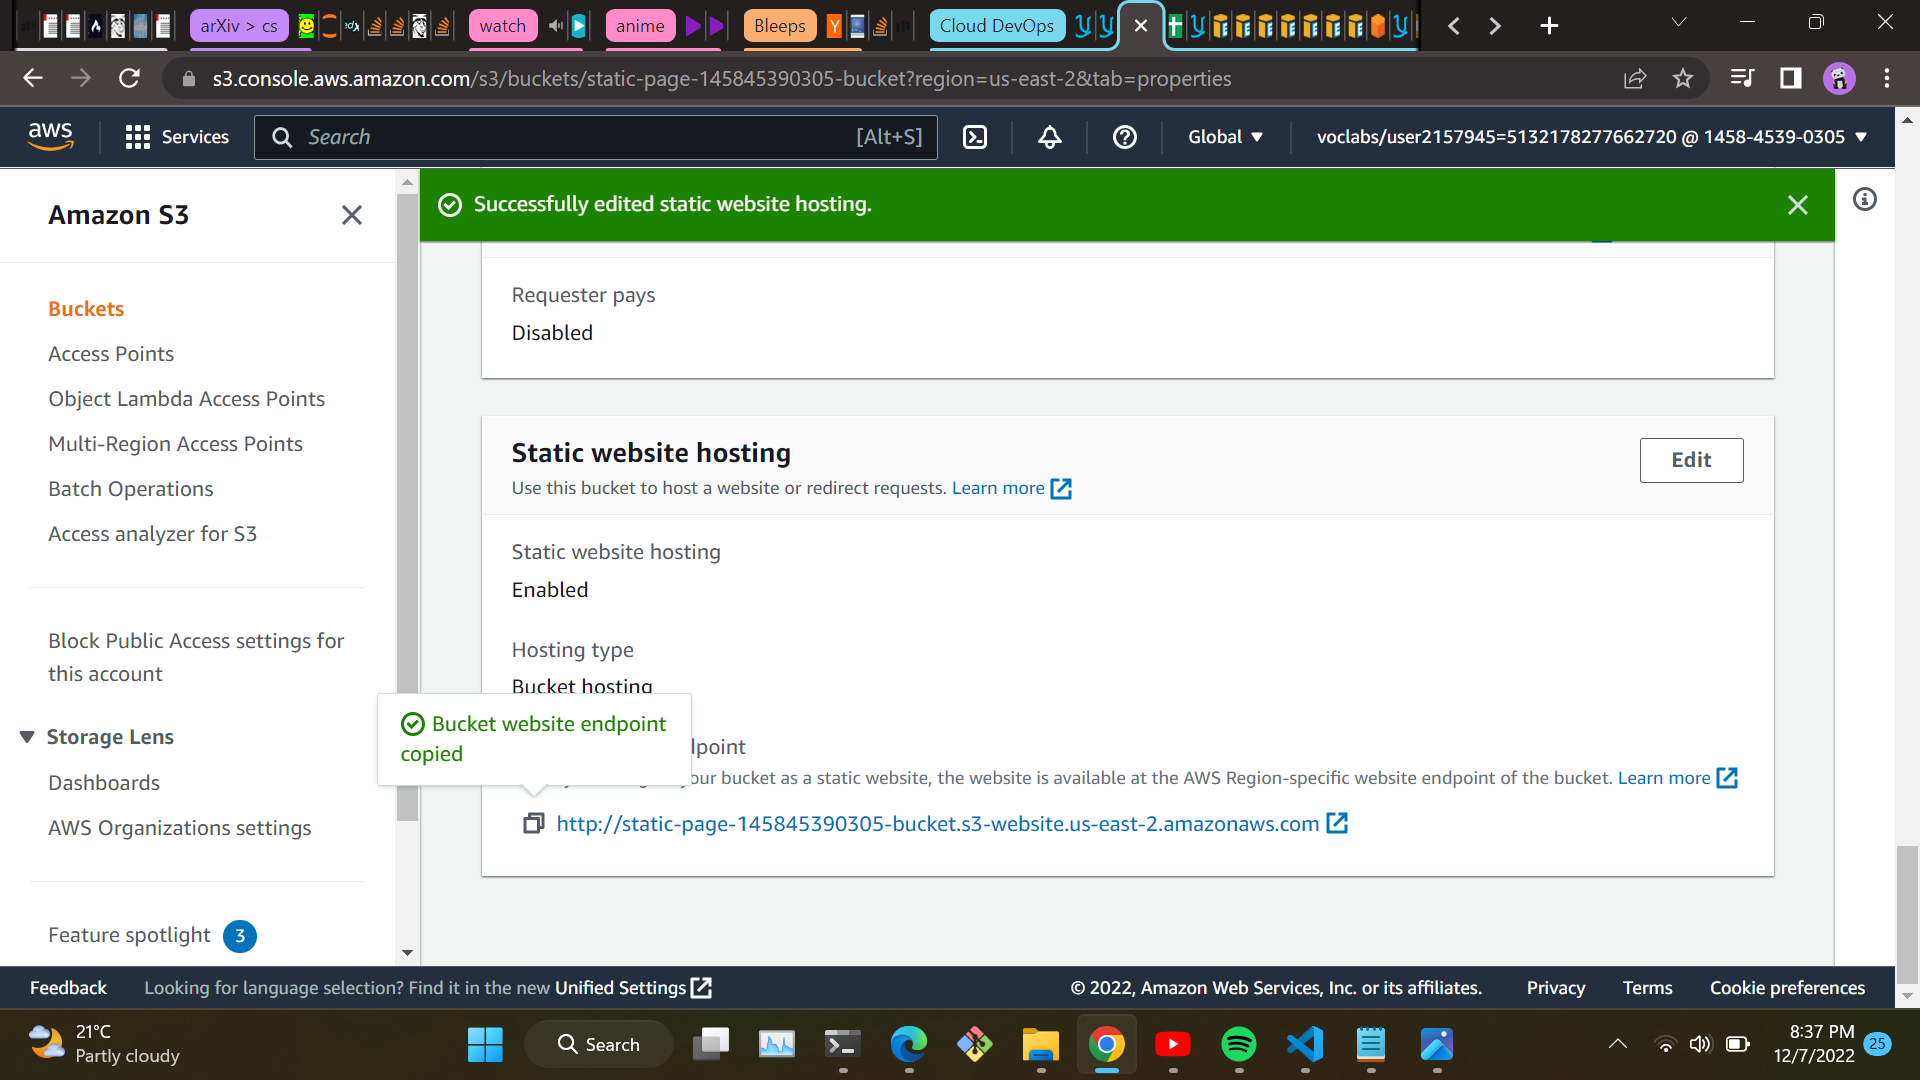 arXiv > cs
watch
anime
Bleeps
Cloud DevOps
s3.console.aws.amazon.com/s3/buckets/static-page-145845390305-bucket?region=us-east-2&tab=properties
aws
Services
Search
[Alt+S]
Global
voclabs/user2157945=5132178277662720 @ 1458-4539-0305
Amazon S3
Successfully edited static website hosting.
Buckets
Access Points
Object Lambda Access Points
Multi-Region Access Points
Batch Operations
Access analyzer for S3
Block Public Access settings for
this account
Storage Lens
Dashboards
AWS Organizations settings
Feature spotlight 3
Requester pays
Disabled
Static website hosting
Edit
Use this bucket to host a website or redirect requests. Learn more
Static website hosting
Enabled
Hosting type
Bucket hosting
Bucket website endpoint
copied
your bucket as a static website, the website is available at the AWS Region-specific website endpoint of the bucket. Learn more
http://static-page-145845390305-bucket.s3-website.us-east-2.amazonaws.com
Feedback
Looking for language selection? Find it in the new Unified Settings
© 2022, Amazon Web Services, Inc. or its affiliates.
Privacy
Terms
Cookie preferences
21°C
Partly cloudy
Search
8:37 PM
12/7/2022
25